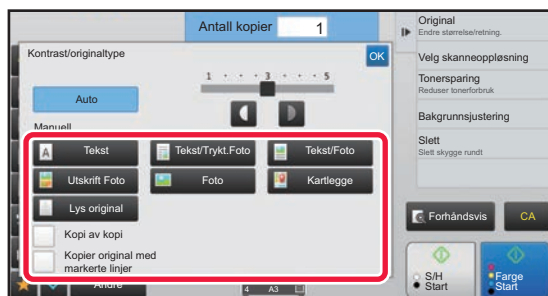 Antall kopier 1
Kontrast/originaltype
OK
1 · · · 3 · · · 5
Auto
Manuell
A Tekst
Tekst/Trykt.Foto
Tekst/Foto
Utskrift Foto
Foto
Kartlegge
Lys original
Kopi av kopi
Kopier original med
markerte linjer
Andre
4 A3
Original
Endre størrelse/retning.
Velg skanneoppløsning
Tonersparing
Reduser tonerforbruk
Bakgrunnsjustering
Slett
Slett skygge rundt
Forhåndsvis
CA
S/H
Start
Farge
Start